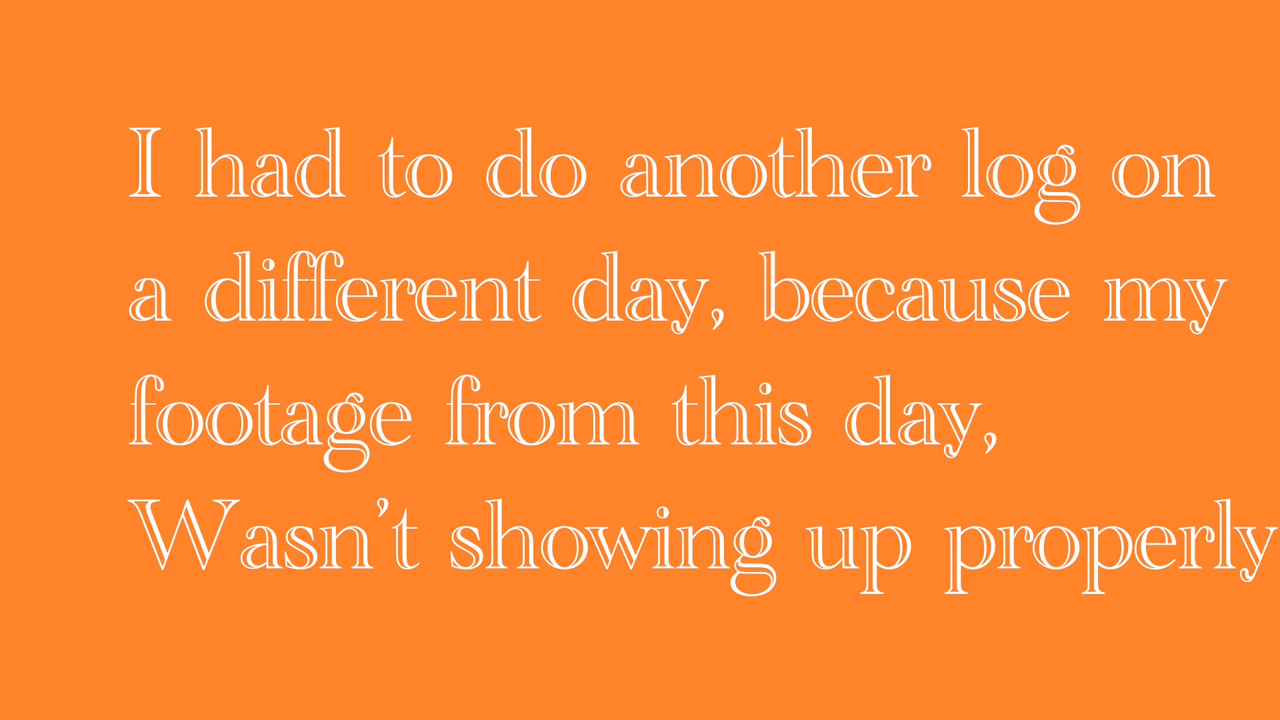 I had to do another log on
a different day, because my
footage from this day,
Wasn't showing up properly